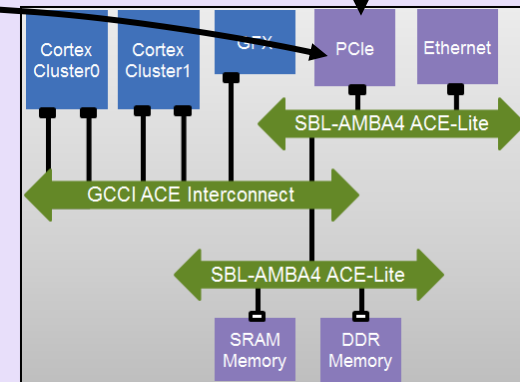 Cortex
Cluster0
Cortex
Cluster1
GFX
PCIe
Ethernet
SBL-AMBA4 ACE-Lite
GCCI ACE Interconnect
SBL-AMBA4 ACE-Lite
SRAM
Memory
DDR
Memory